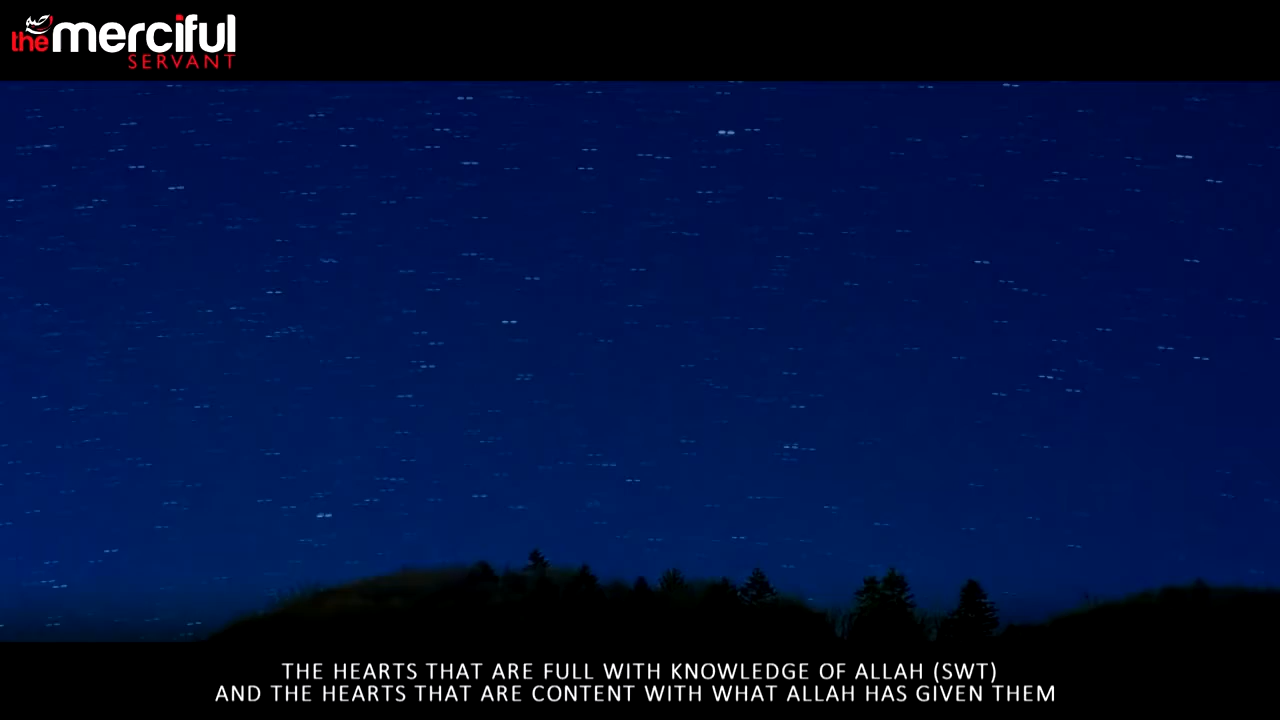 the merciful
SERVANT
THE HEARTS THAT ARE FULL WITH KNOWLEDGE OF ALLAH (SWT)
AND THE HEARTS THAT ARE CONTENT WITH WHAT ALLAH HAS GIVEN THEM